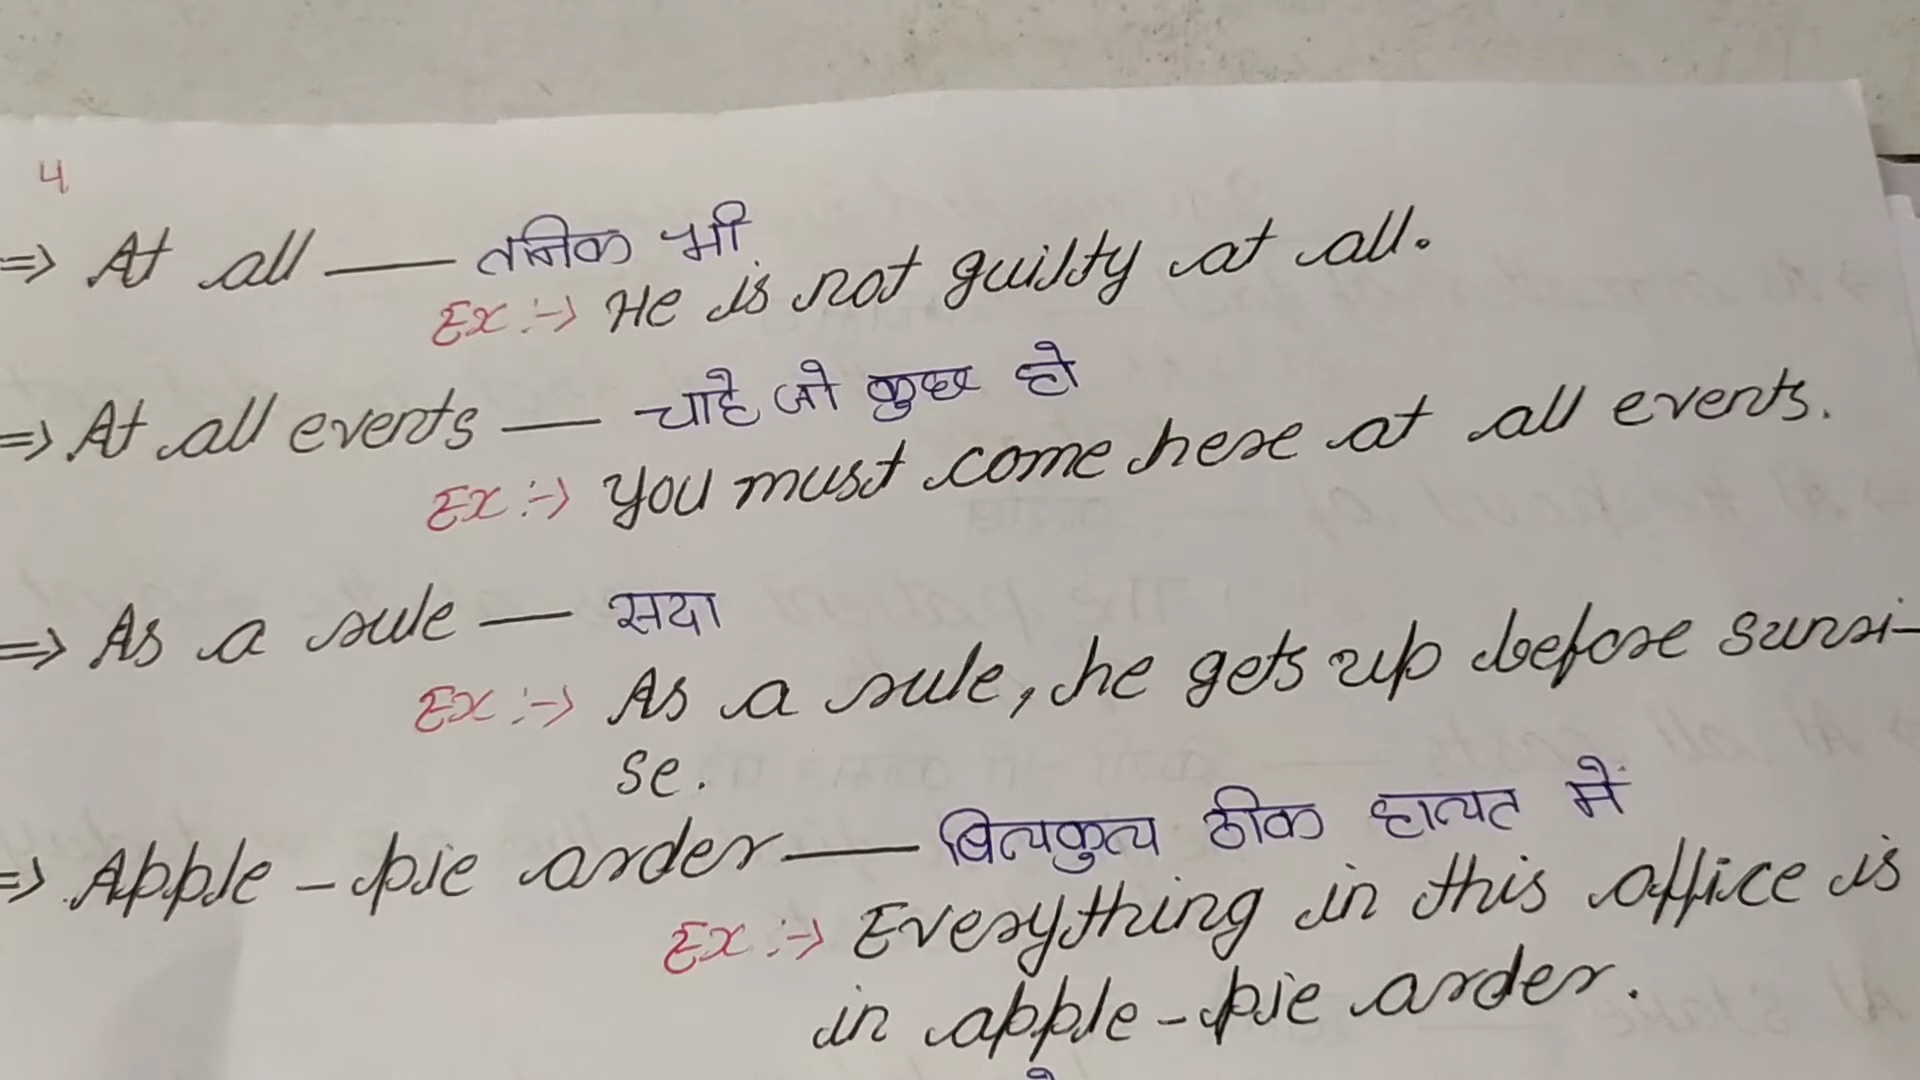 4
⇒ At all — तनिक भी
Ex :-> He is not guilty at all.
⇒ At all events — चाहे जो कुछ हो
Ex :-> You must come here at all events.
⇒ As a rule — सदा
Ex :-> As a rule, he gets up before sunri-
se.
⇒ Apple-pie order — बिल्कुल ठीक हालत में
Ex :-> Everything in this office is
in apple-pie order.